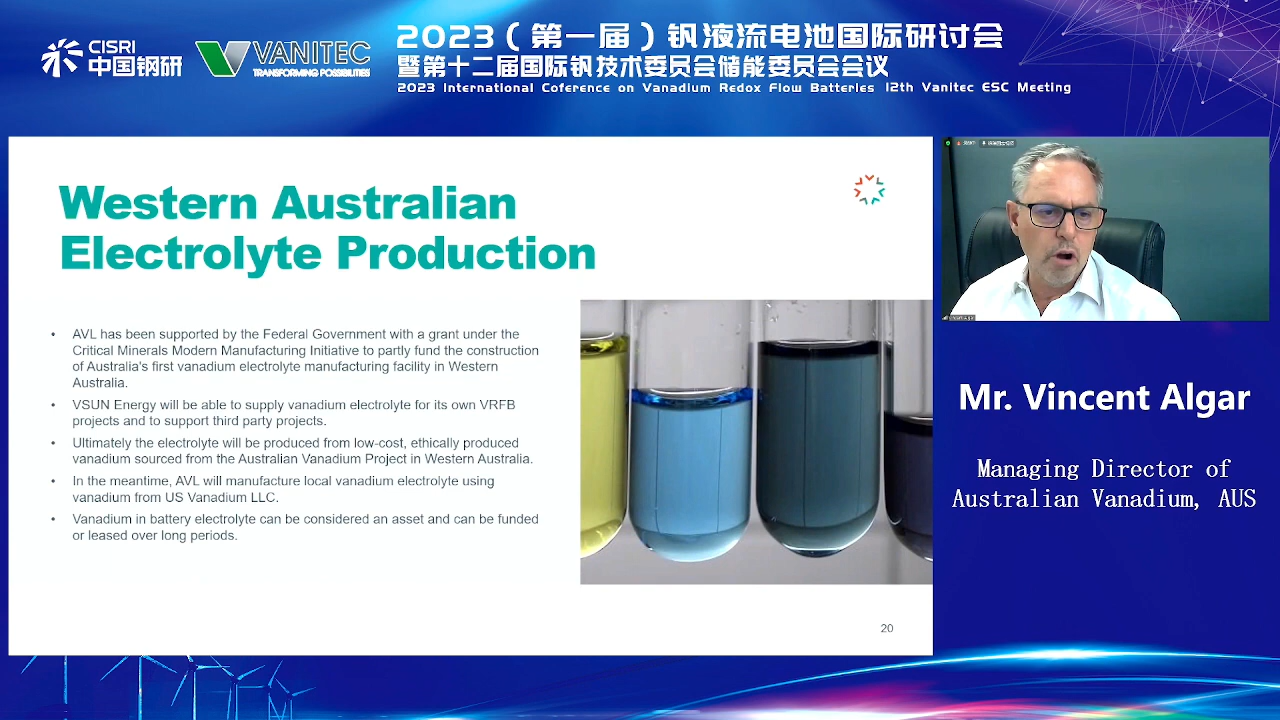 CISRI
中国钢研
VANITEC
TRANSFORMING POSSIBILITIES
2023（第一届）钒液流电池国际研讨会
暨第十二届国际钒技术委员会储能委员会会议
2023 International Coference on Vanadium Redox Flow Batteries 12th Vanitec ESC Meeting
Western Australian
Electrolyte Production
• AVL has been supported by the Federal Government with a grant under the
Critical Minerals Modern Manufacturing Initiative to partly fund the construction
of Australia's first vanadium electrolyte manufacturing facility in Western
Australia.
• VSUN Energy will be able to supply vanadium electrolyte for its own VRFB
projects and to support third party projects.
• Ultimately the electrolyte will be produced from low-cost, ethically produced
vanadium sourced from the Australian Vanadium Project in Western Australia.
• In the meantime, AVL will manufacture local vanadium electrolyte using
vanadium from US Vanadium LLC.
• Vanadium in battery electrolyte can be considered an asset and can be funded
or leased over long periods.
20
Mr. Vincent Algar
Managing Director of
Australian Vanadium, AUS